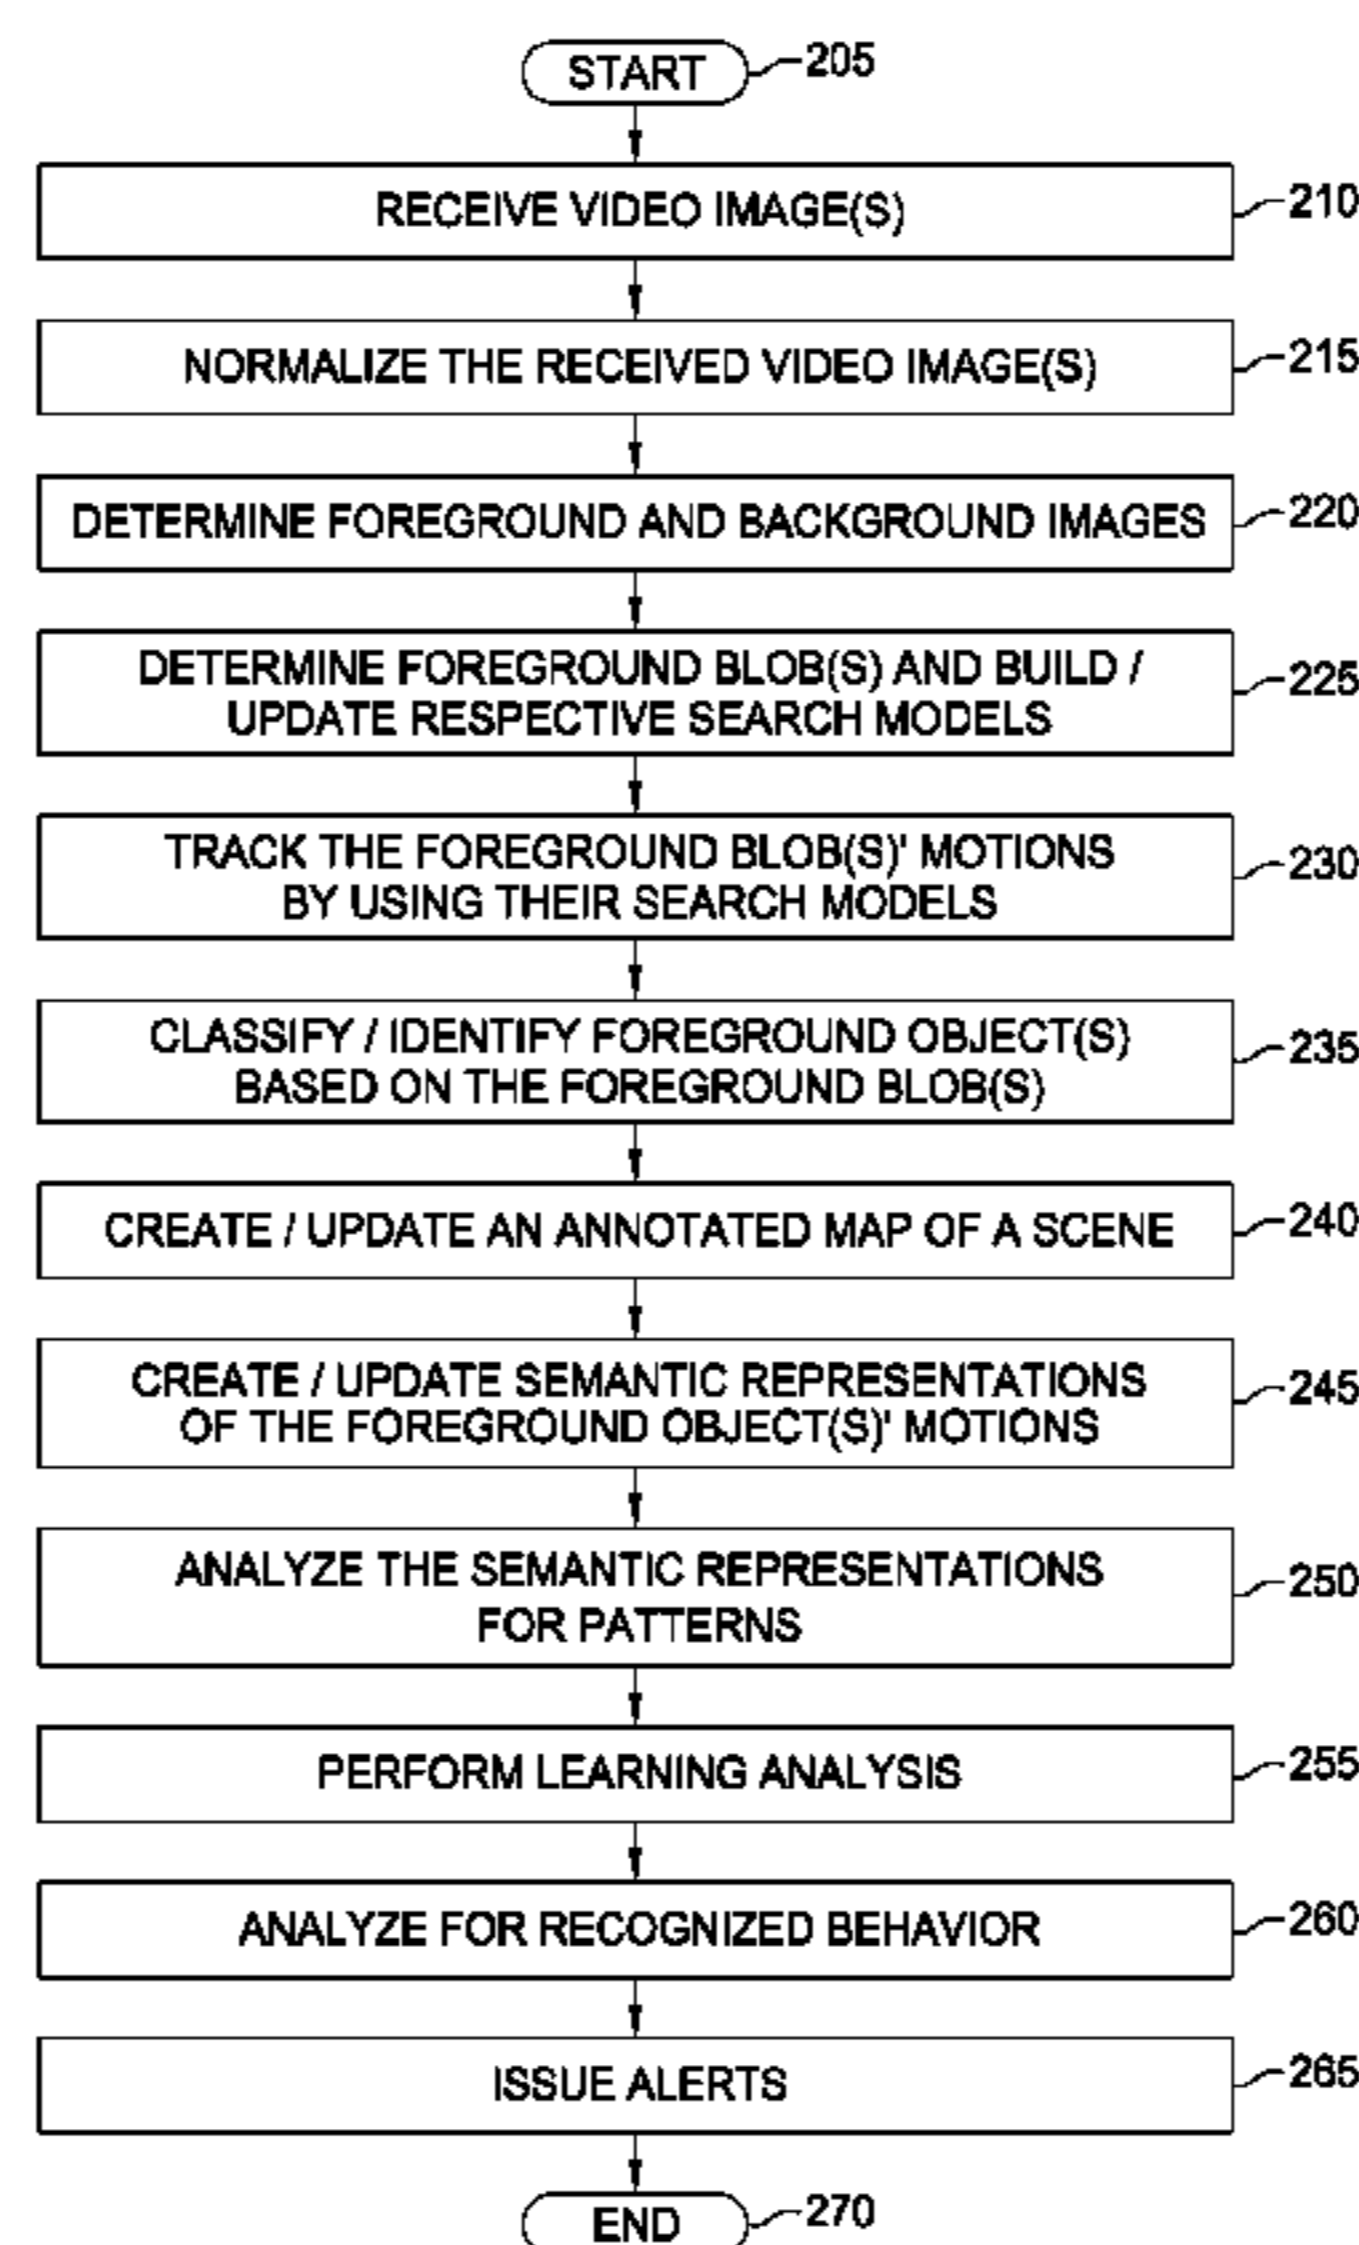 START
205
RECEIVE VIDEO IMAGE(S)
210
NORMALIZE THE RECEIVED VIDEO IMAGE(S)
215
DETERMINE FOREGROUND AND BACKGROUND IMAGES
220
DETERMINE FOREGROUND BLOB(S) AND BUILD /
UPDATE RESPECTIVE SEARCH MODELS
225
TRACK THE FOREGROUND BLOB(S)' MOTIONS
BY USING THEIR SEARCH MODELS
230
CLASSIFY / IDENTIFY FOREGROUND OBJECT(S)
BASED ON THE FOREGROUND BLOB(S)
235
CREATE / UPDATE AN ANNOTATED MAP OF A SCENE
240
CREATE / UPDATE SEMANTIC REPRESENTATIONS
OF THE FOREGROUND OBJECT(S)' MOTIONS
245
ANALYZE THE SEMANTIC REPRESENTATIONS
FOR PATTERNS
250
PERFORM LEARNING ANALYSIS
255
ANALYZE FOR RECOGNIZED BEHAVIOR
260
ISSUE ALERTS
265
END
270